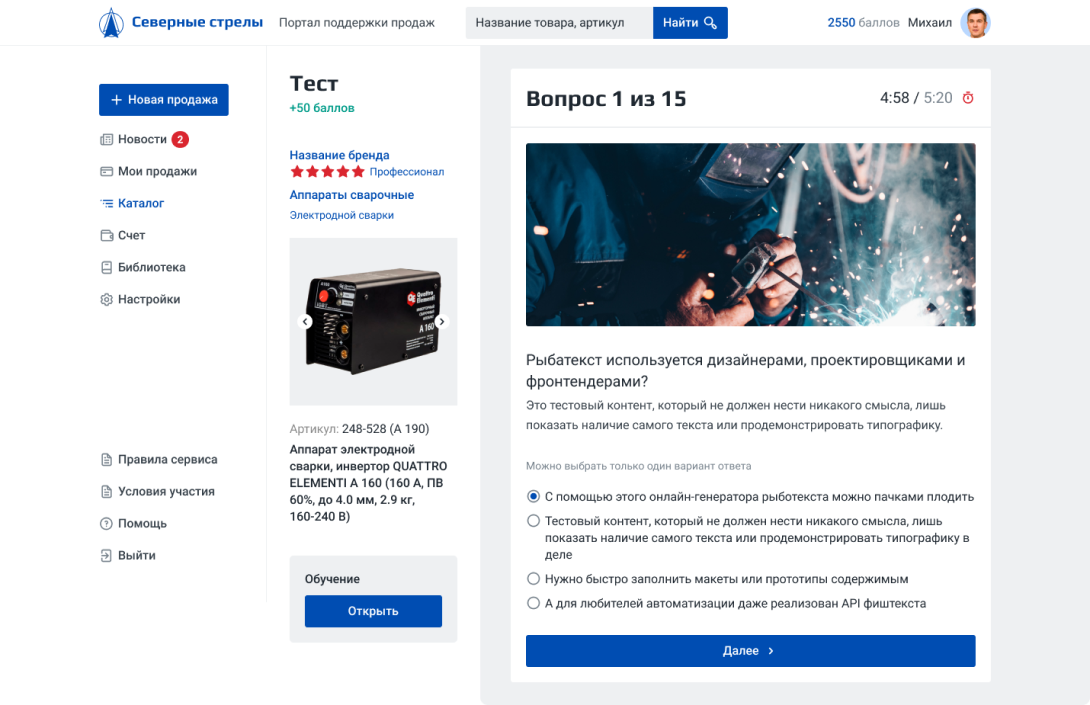 Северные стрелы
Портал поддержки продаж
Название товара, артикул
Найти
2550 баллов
Михаил
Новая продажа
Новости 2
Мои продажи
Каталог
Счет
Библиотека
Настройки
Правила сервиса
Условия участия
Помощь
Выйти
Тест
+50 баллов
Название бренда
Профессионал
Аппараты сварочные
Электродной сварки
Quattro
Elementi
A 160
Артикул: 248-528 (А 190)
Аппарат электродной
сварки, инвертор QUATTRO
ELEMENTI A 160 (160 А, ПВ
60%, до 4.0 мм, 2.9 кг,
160-240 В)
Обучение
Открыть
Вопрос 1 из 15
4:58 / 5:20
Рыбатекст используется дизайнерами, проектировщиками и
фронтендерами?
Это тестовый контент, который не должен нести никакого смысла, лишь
показать наличие самого текста или продемонстрировать типографику.
Можно выбрать только один вариант ответа
С помощью этого онлайн-генератора рыботекста можно пачками плодить
Тестовый контент, который не должен нести никакого смысла, лишь
показать наличие самого текста или продемонстрировать типографику в
деле
Нужно быстро заполнить макеты или прототипы содержимым
А для любителей автоматизации даже реализован API фиштекста
Далее